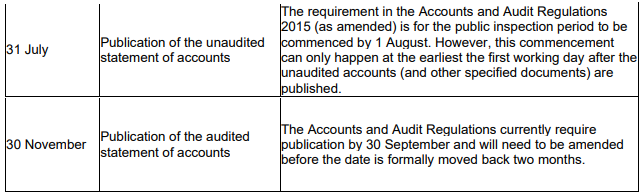 The requirement in the Accounts and Audit Regulations
2015 (as amended) is for the public inspection period to be
31 July
Publication of the unaudited
statement of accounts
commenced by 1 August. However, this commencement
can only happen at the earliest the first working day after the
unaudited accounts (and other specified documents) are
published.
30 November
Publication of the audited
statement of accounts
The Accounts and Audit Regulations currently require
publication by 30 September and will need to be amended
before the date is formally moved back two months.